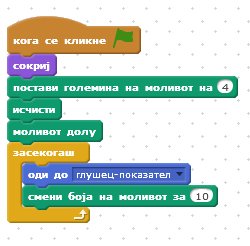 кога се кликне
сокриј
постави големина на моливот на 4
исчисти
моливот долу
засекогаш
оди до глушец-показател
смени боја на моливот за 10